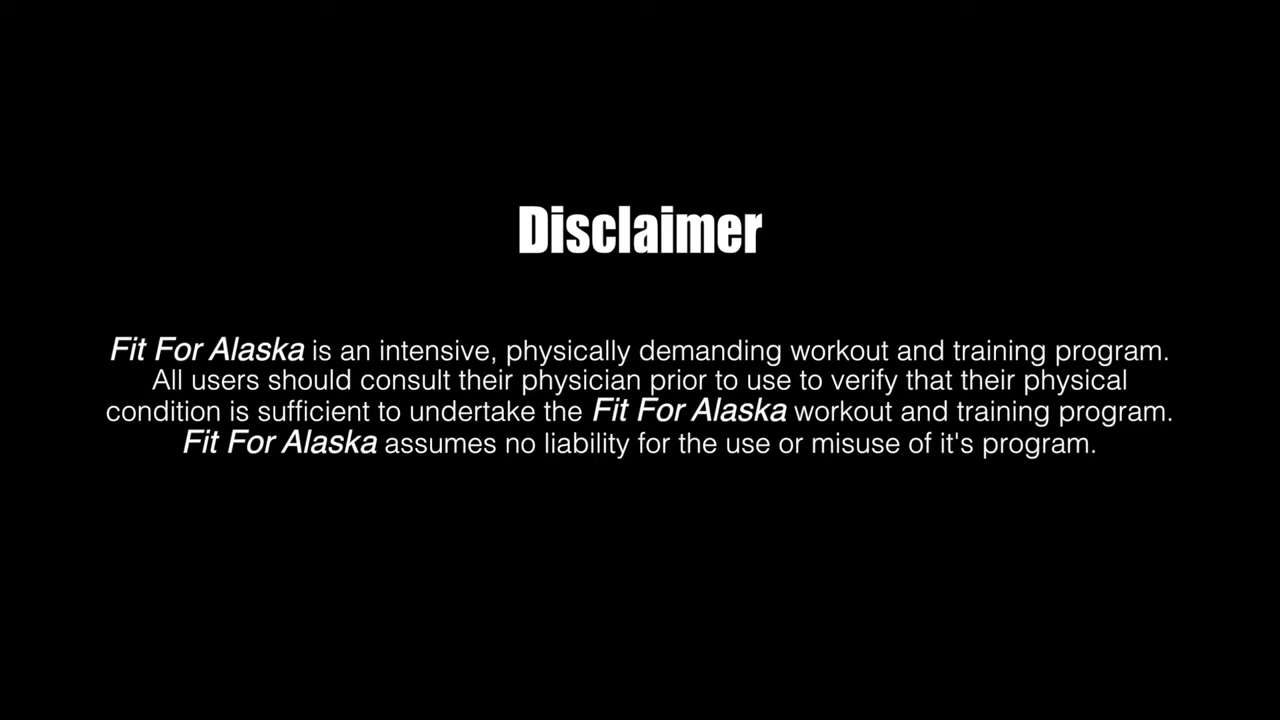 Disclaimer
Fit For Alaska is an intensive, physically demanding workout and training program.
All users should consult their physician prior to use to verify that their physical
condition is sufficient to undertake the Fit For Alaska workout and training program.
Fit For Alaska assumes no liability for the use or misuse of it's program.